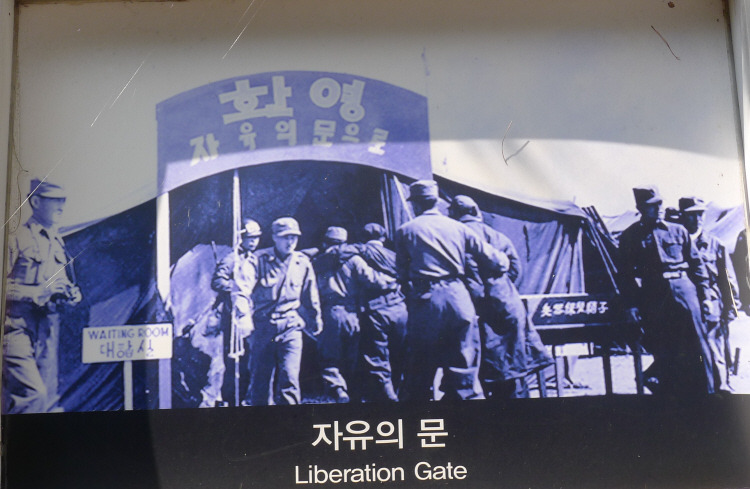 환영
자유의 문으로
WAITING ROOM
대합실
자유의 문
Liberation Gate